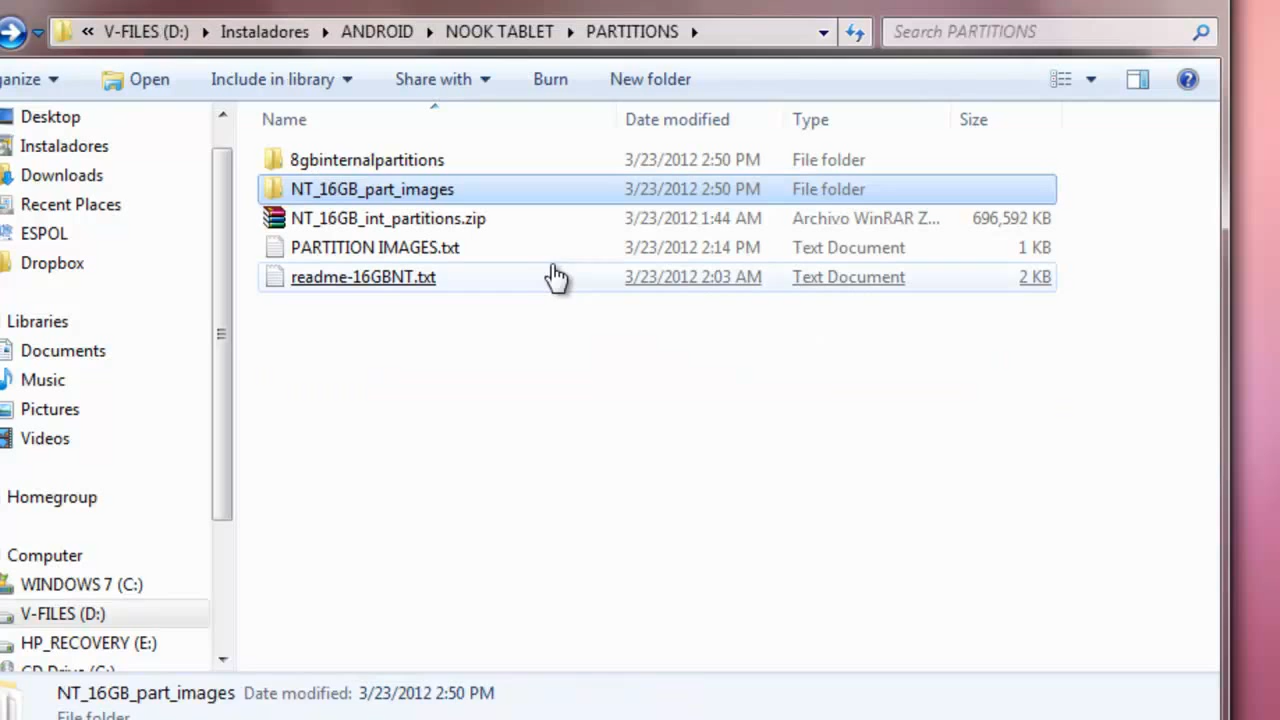 « V-FILES (D:) Instaladores ANDROID NOOK TABLET PARTITIONS Search PARTITIONS
ganize Open Include in library Share with Burn New folder
Name Date modified Type Size
8gbinternalpartitions 3/23/2012 2:50 PM File folder
NT_16GB_part_images 3/23/2012 2:50 PM File folder
NT_16GB_int_partitions.zip 3/23/2012 1:44 AM Archivo WinRAR Z... 696,592 KB
PARTITION IMAGES.txt 3/23/2012 2:14 PM Text Document 1 KB
readme-16GBNT.txt 3/23/2012 2:03 AM Text Document 2 KB
Desktop
Instaladores
Downloads
Recent Places
ESPOL
Dropbox
Libraries
Documents
Music
Pictures
Videos
Homegroup
Computer
WINDOWS 7 (C:)
V-FILES (D:)
HP_RECOVERY (E:)
CD Drive (G:)
NT_16GB_part_images Date modified: 3/23/2012 2:50 PM
File folder